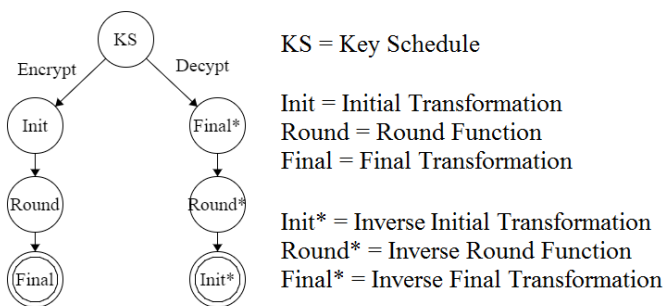 KS
Encrypt
Decypt
Init
Final*
Round
Round*
Final
Init*
KS = Key Schedule
Init = Initial Transformation
Round = Round Function
Final = Final Transformation
Init* = Inverse Initial Transformation
Round* = Inverse Round Function
Final* = Inverse Final Transformation